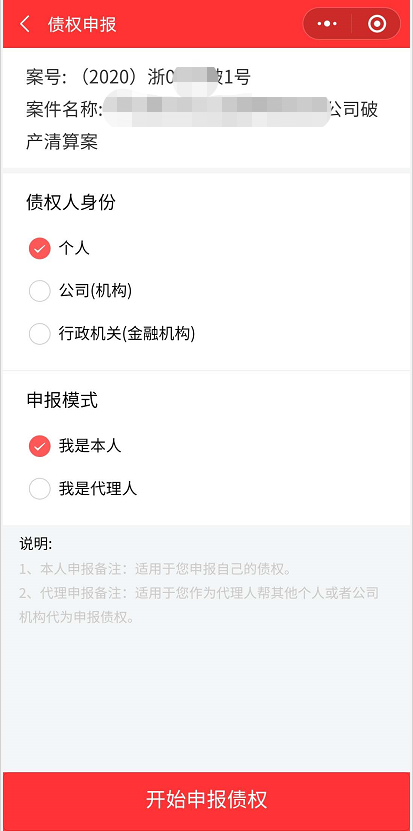 债权申报
案号: （2020）浙0 破1号
案件名称: 公司破
产清算案
债权人身份
个人
公司(机构)
行政机关(金融机构)
申报模式
我是本人
我是代理人
说明:
1、本人申报备注：适用于您申报自己的债权。
2、代理申报备注：适用于您作为代理人帮其他个人或者公司
机构代为申报债权。
开始申报债权